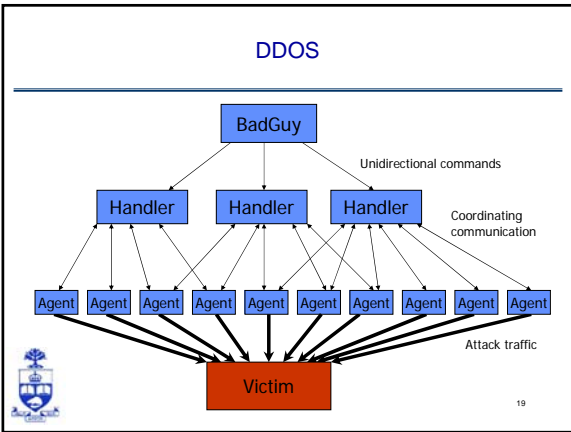 DDOS
BadGuy
Unidirectional commands
Handler Handler Handler
Coordinating
communication
Agent Agent Agent Agent Agent Agent Agent Agent Agent Agent
Attack traffic
Victim
19